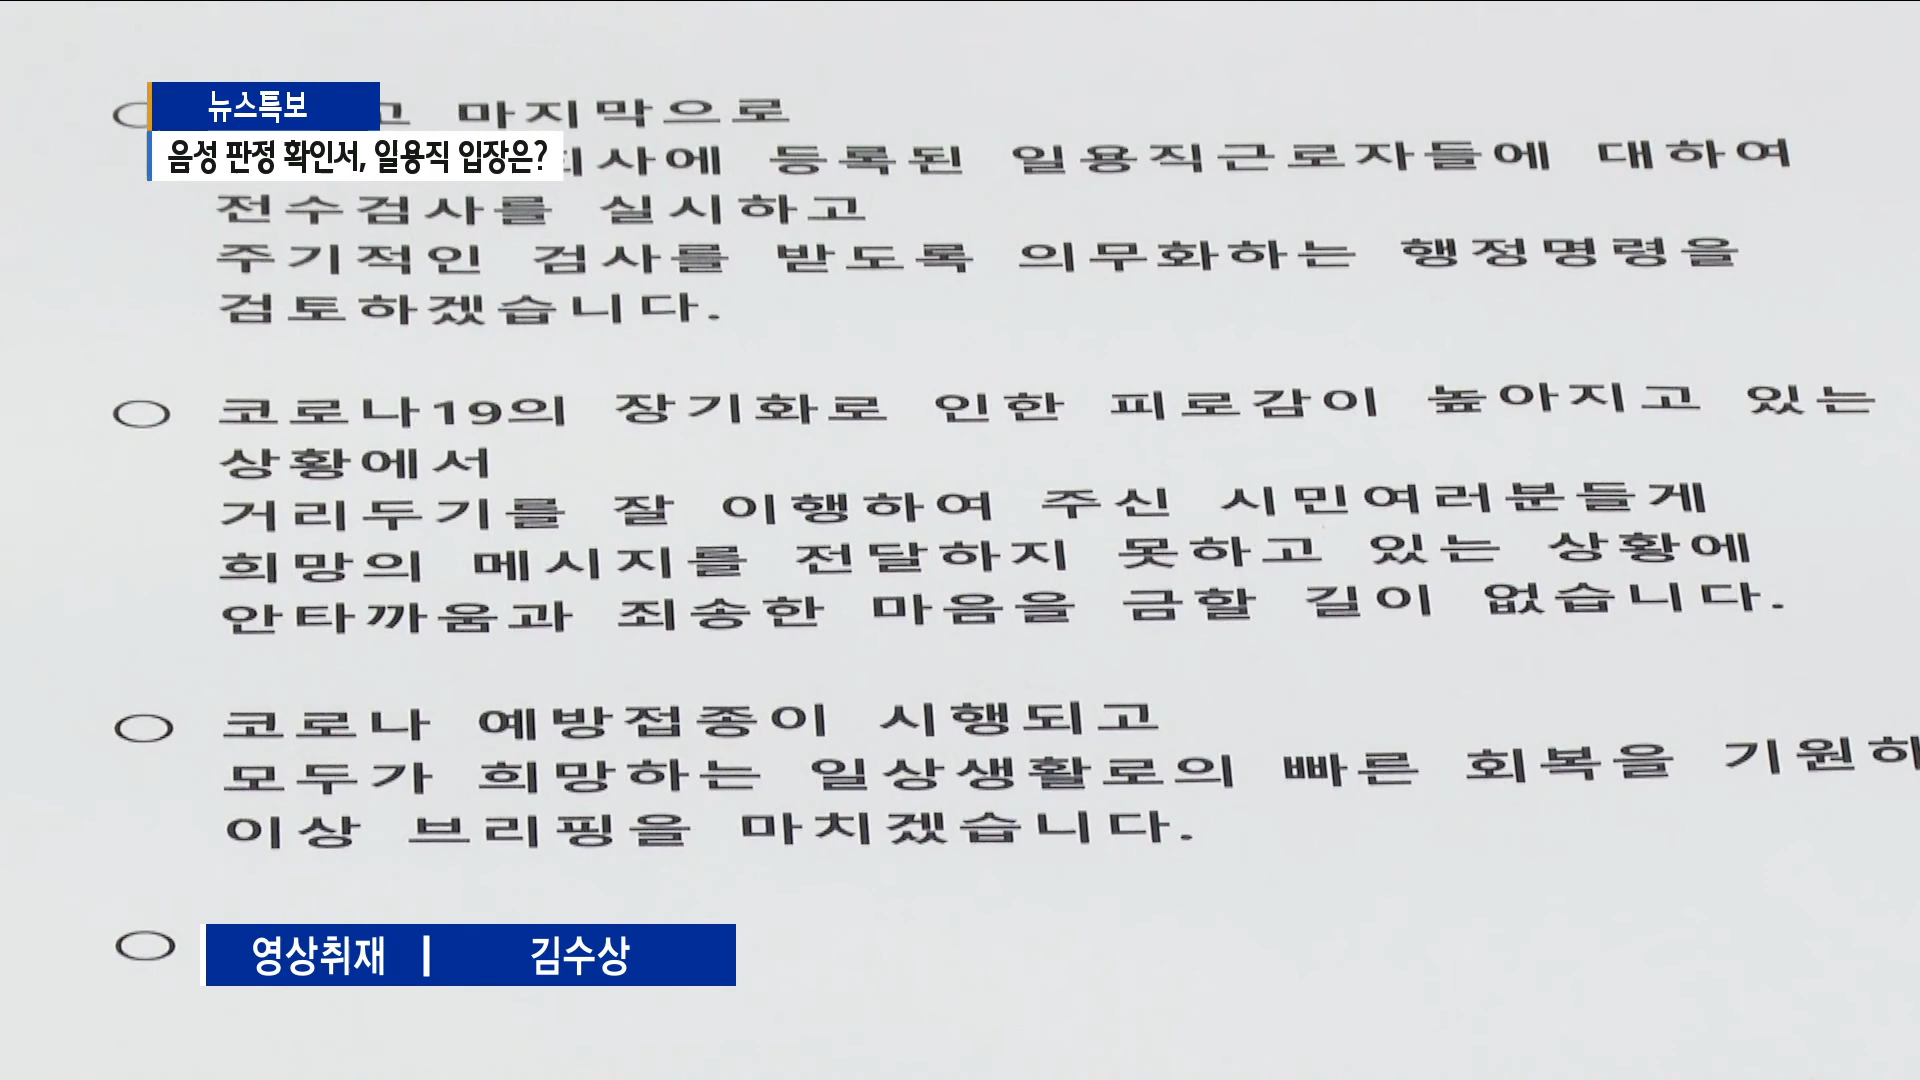 뉴스특보
음성 판정 확인서, 일용직 입장은?
마지막으로
등록된 일용직근로자들에 대하여
전수검사를 실시하고
주기적인 검사를 받도록 의무화하는 행정명령을
검토하겠습니다.
○ 코로나19의 장기화로 인한 피로감이 높아지고 있는
상황에서
거리두기를 잘 이행하여 주신 시민여러분들게
희망의 메시지를 전달하지 못하고 있는 상황에
안타까움과 죄송한 마음을 금할 길이 없습니다.
○ 코로나 예방접종이 시행되고
모두가 희망하는 일상생활로의 빠른 회복을 기원하
이상 브리핑을 마치겠습니다.
○
영상취재 | 김수상